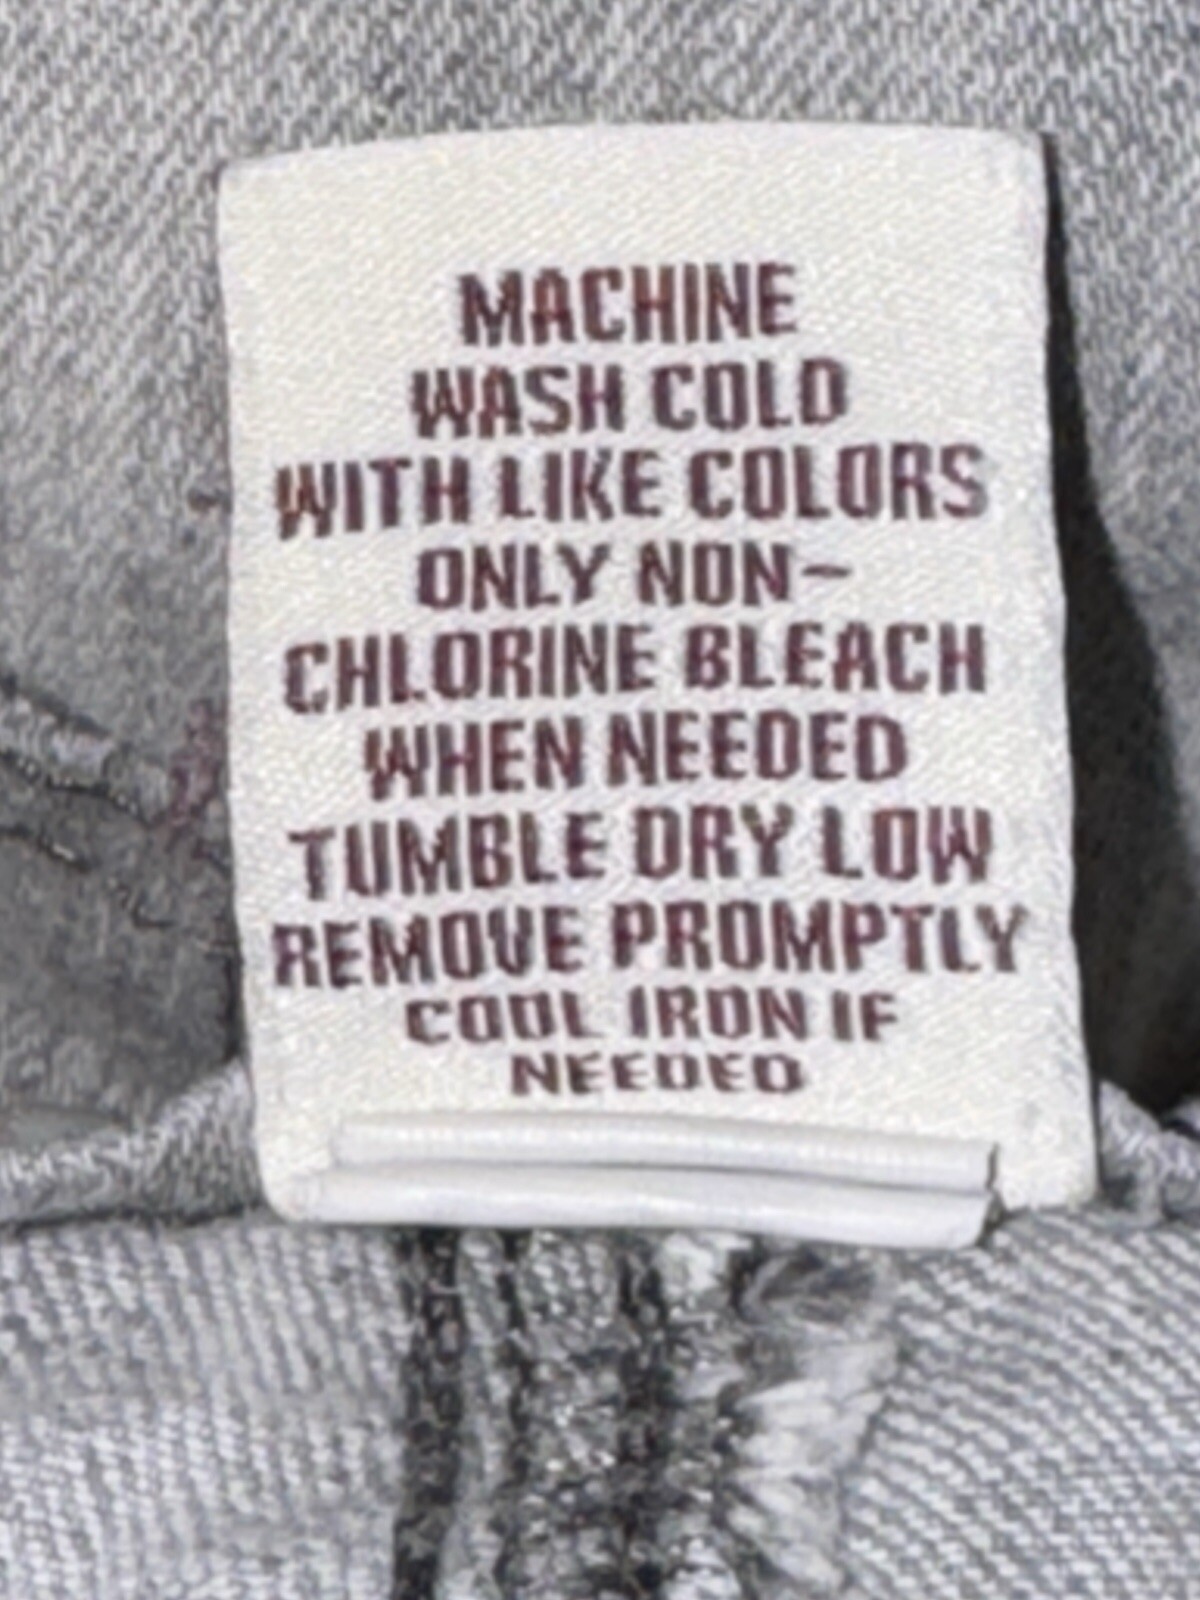 MACHINE
WASH COLD
WITH LIKE COLORS
ONLY NON-
CHLORINE BLEACH
WHEN NEEDED
TUMBLE DRY LOW
REMOVE PROMPTLY
COOL IRON IF
NEEDED